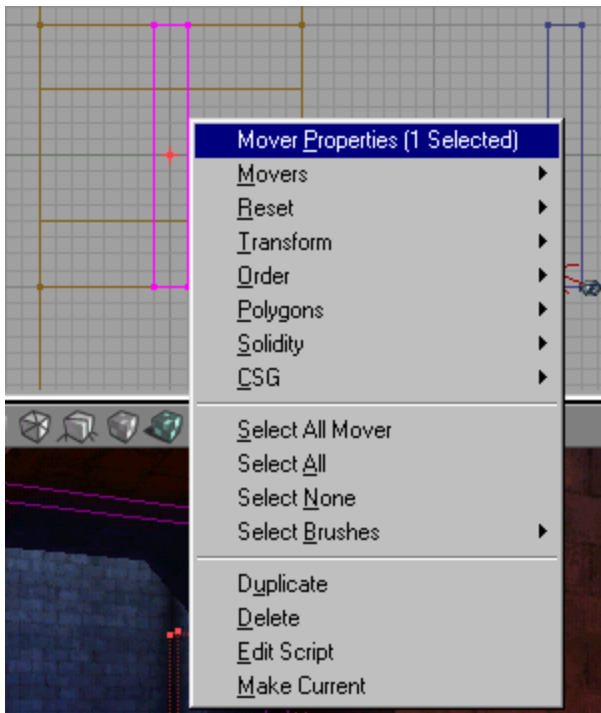 Mover Properties (1 Selected)
Movers
Reset
Transform
Order
Polygons
Solidity
CSG
Select All Mover
Select All
Select None
Select Brushes
Duplicate
Delete
Edit Script
Make Current